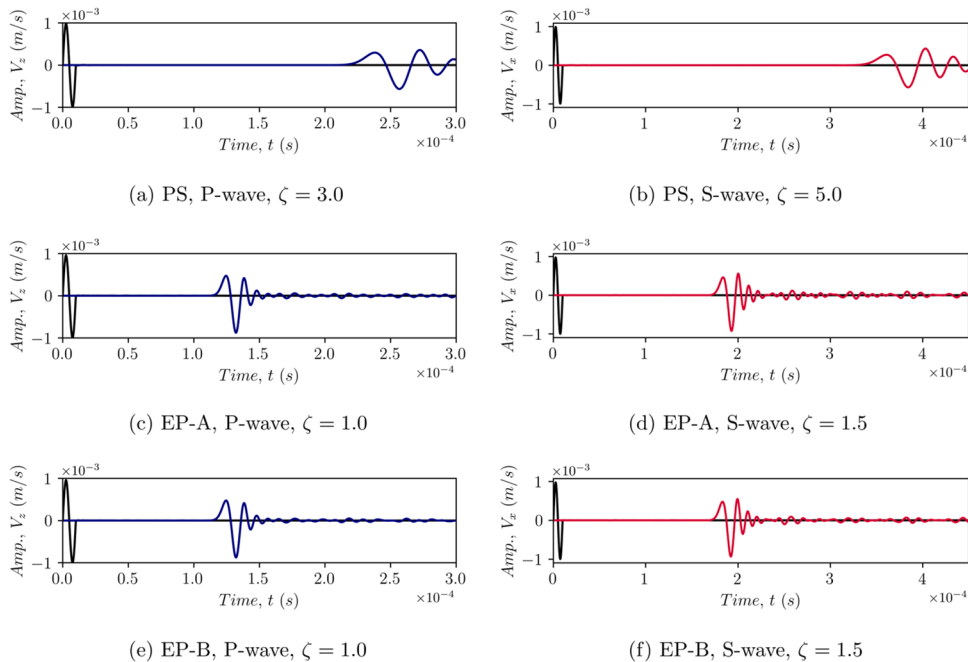 ×10⁻³
×10⁻³
1
0
−1
Amp., V_z (m/s)
1
0
−1
Amp., V_x (m/s)
0.0 0.5 1.0 1.5 2.0 2.5 3.0
0 1 2 3 4
Time, t (s) ×10⁻⁴
Time, t (s) ×10⁻⁴
(a) PS, P-wave, ζ = 3.0
(b) PS, S-wave, ζ = 5.0
×10⁻³
×10⁻³
1
0
−1
Amp., V_z (m/s)
1
0
−1
Amp., V_x (m/s)
0.0 0.5 1.0 1.5 2.0 2.5 3.0
0 1 2 3 4
Time, t (s) ×10⁻⁴
Time, t (s) ×10⁻⁴
(c) EP-A, P-wave, ζ = 1.0
(d) EP-A, S-wave, ζ = 1.5
×10⁻³
×10⁻³
1
0
−1
Amp., V_z (m/s)
1
0
−1
Amp., V_x (m/s)
0.0 0.5 1.0 1.5 2.0 2.5 3.0
0 1 2 3 4
Time, t (s) ×10⁻⁴
Time, t (s) ×10⁻⁴
(e) EP-B, P-wave, ζ = 1.0
(f) EP-B, S-wave, ζ = 1.5